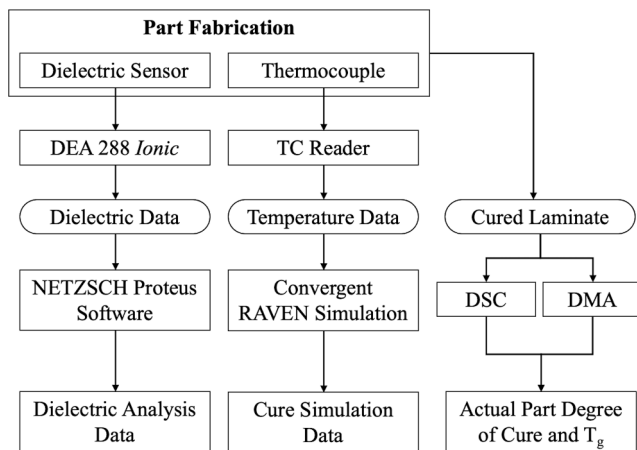 Part Fabrication
Dielectric Sensor
Thermocouple
DEA 288 Ionic
TC Reader
Dielectric Data
Temperature Data
Cured Laminate
NETZSCH Proteus
Software
Convergent
RAVEN Simulation
DSC
DMA
Dielectric Analysis
Data
Cure Simulation
Data
Actual Part Degree
of Cure and Tg